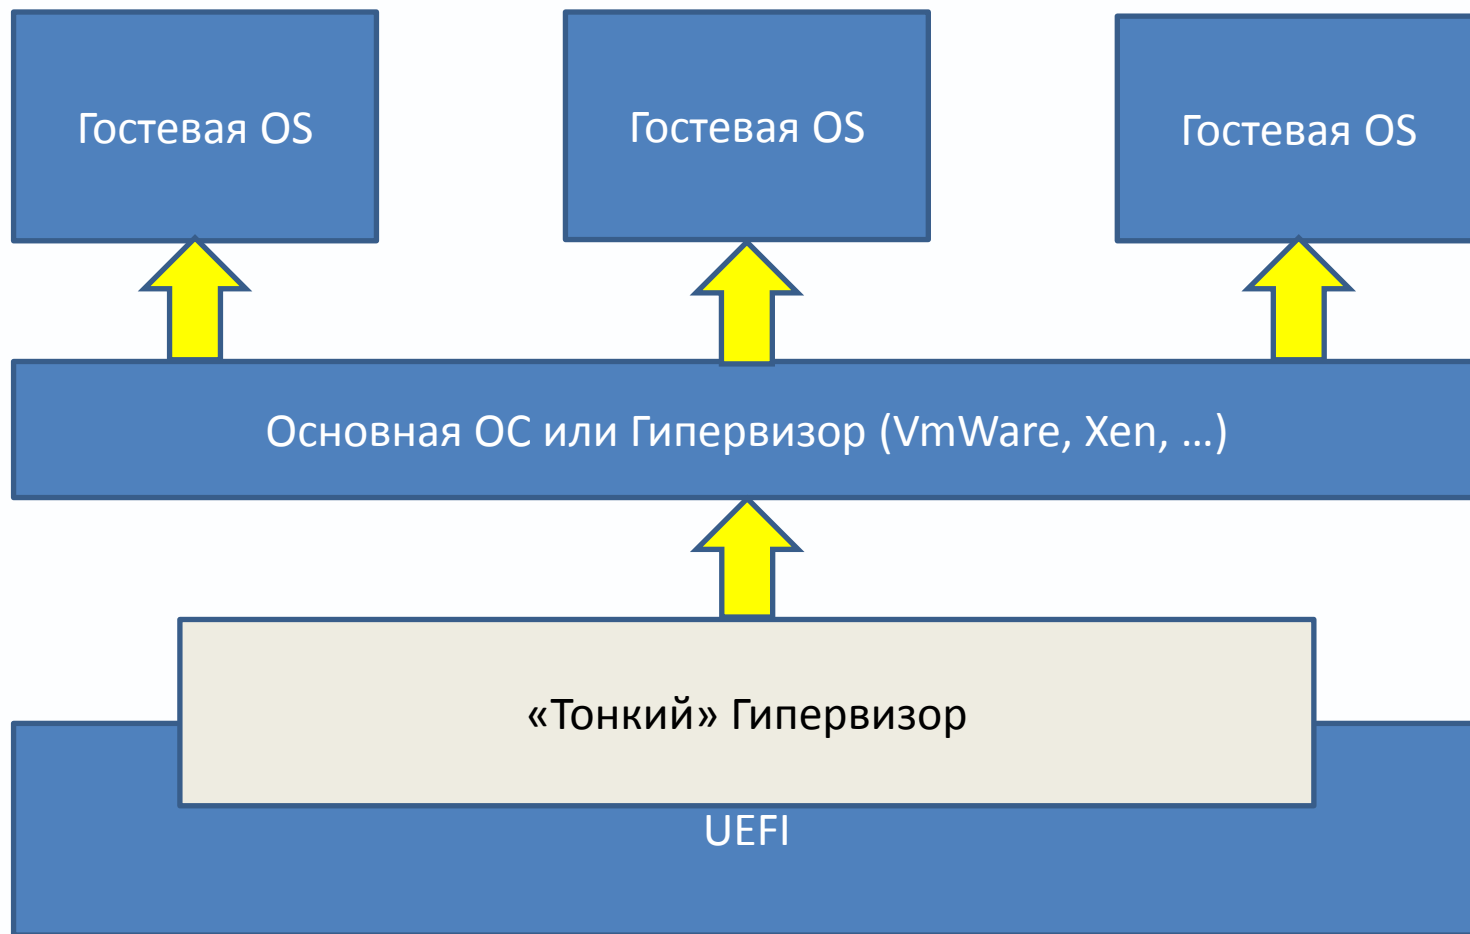 Гостевая OS
Гостевая OS
Гостевая OS
Основная ОС или Гипервизор (VmWare, Xen, …)
«Тонкий» Гипервизор
UEFI